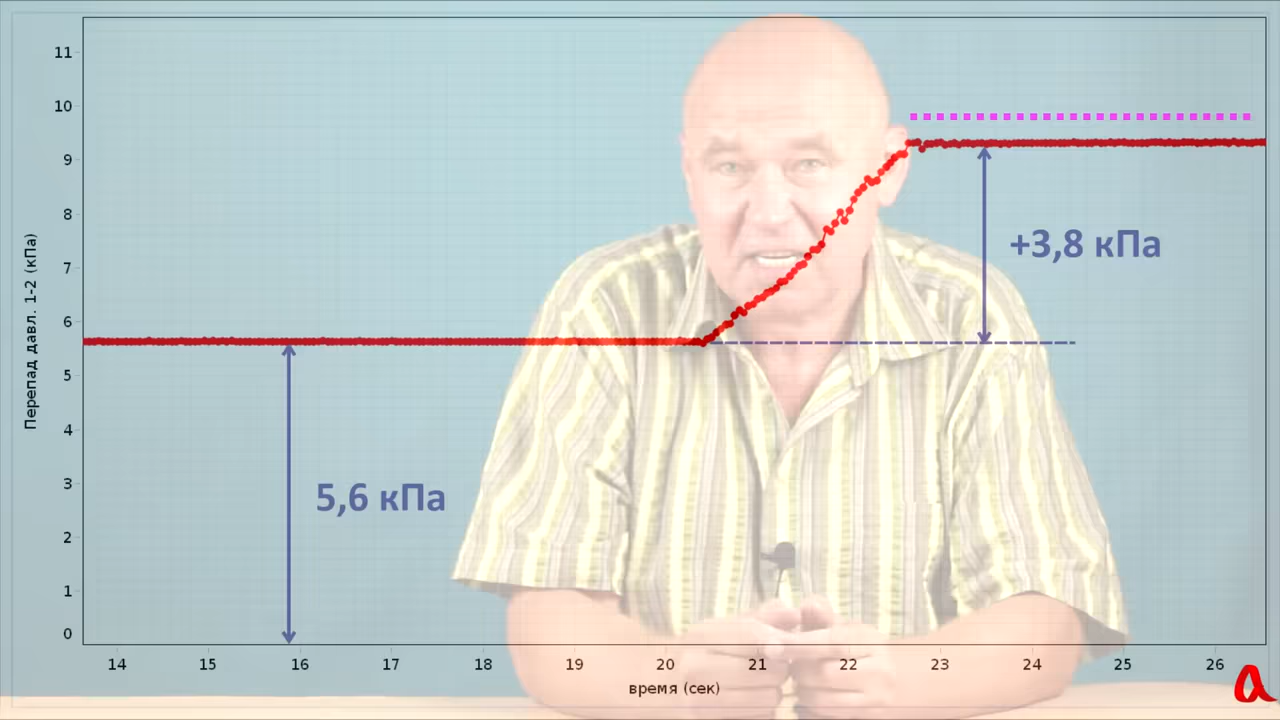 11
10
9
8
7
6
5
4
3
2
1
0
Перепад давл. 1-2 (кПа)
+3,8 кПа
5,6 кПа
14 15 16 17 18 19 20 21 22 23 24 25 26
время (сек)
a